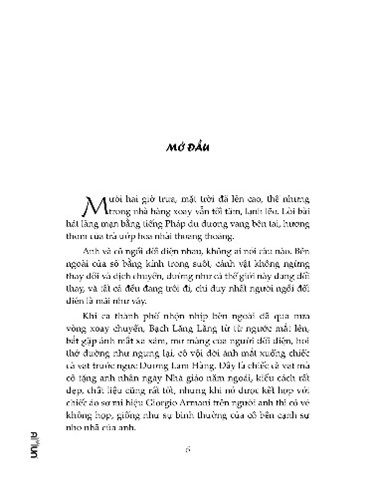 MỞ ĐẦU
Mười hai giờ trưa, mặt trời đã lên cao, thế nhưng
trong nhà hàng xoay vẫn tối tăm, lạnh lẽo. Lời bài
hát lãng mạn bằng tiếng Pháp du dương vang bên tai, hương
thơm của trà ướp hoa nhài thoang thoảng.
Anh và cô ngồi đối diện nhau, không ai nói câu nào. Bên
ngoài cửa sổ bằng kính trong suốt, cảnh vật không ngừng
thay đổi và dịch chuyển, dường như cả thế giới này đang đổi
thay, và tất cả đều đang trôi đi, chỉ duy nhất người ngồi đối
diện là mãi như vậy.
Khi cả thành phố nhộn nhịp bên ngoài đã qua nửa
vòng xoay chuyển, Bạch Lăng Lăng từ từ ngước mắt lên,
bắt gặp ánh mắt xa xăm, mơ màng của người đối diện, hơi
thở dường như ngưng lại, cô vội dời ánh mắt xuống chiếc
cà vạt trước ngực Dương Lam Hàng. Đây là chiếc cà vạt mà
cô tặng anh nhân ngày Nhà giáo năm ngoái, kiểu cách rất
đẹp, chất liệu cũng rất tốt, nhưng khi nó được kết hợp với
chiếc áo sơ mi hiệu Giorgio Armani trên người anh thì có vẻ
không hợp, giống như sự bình thường của cô bên cạnh sự
nho nhã của anh.
5